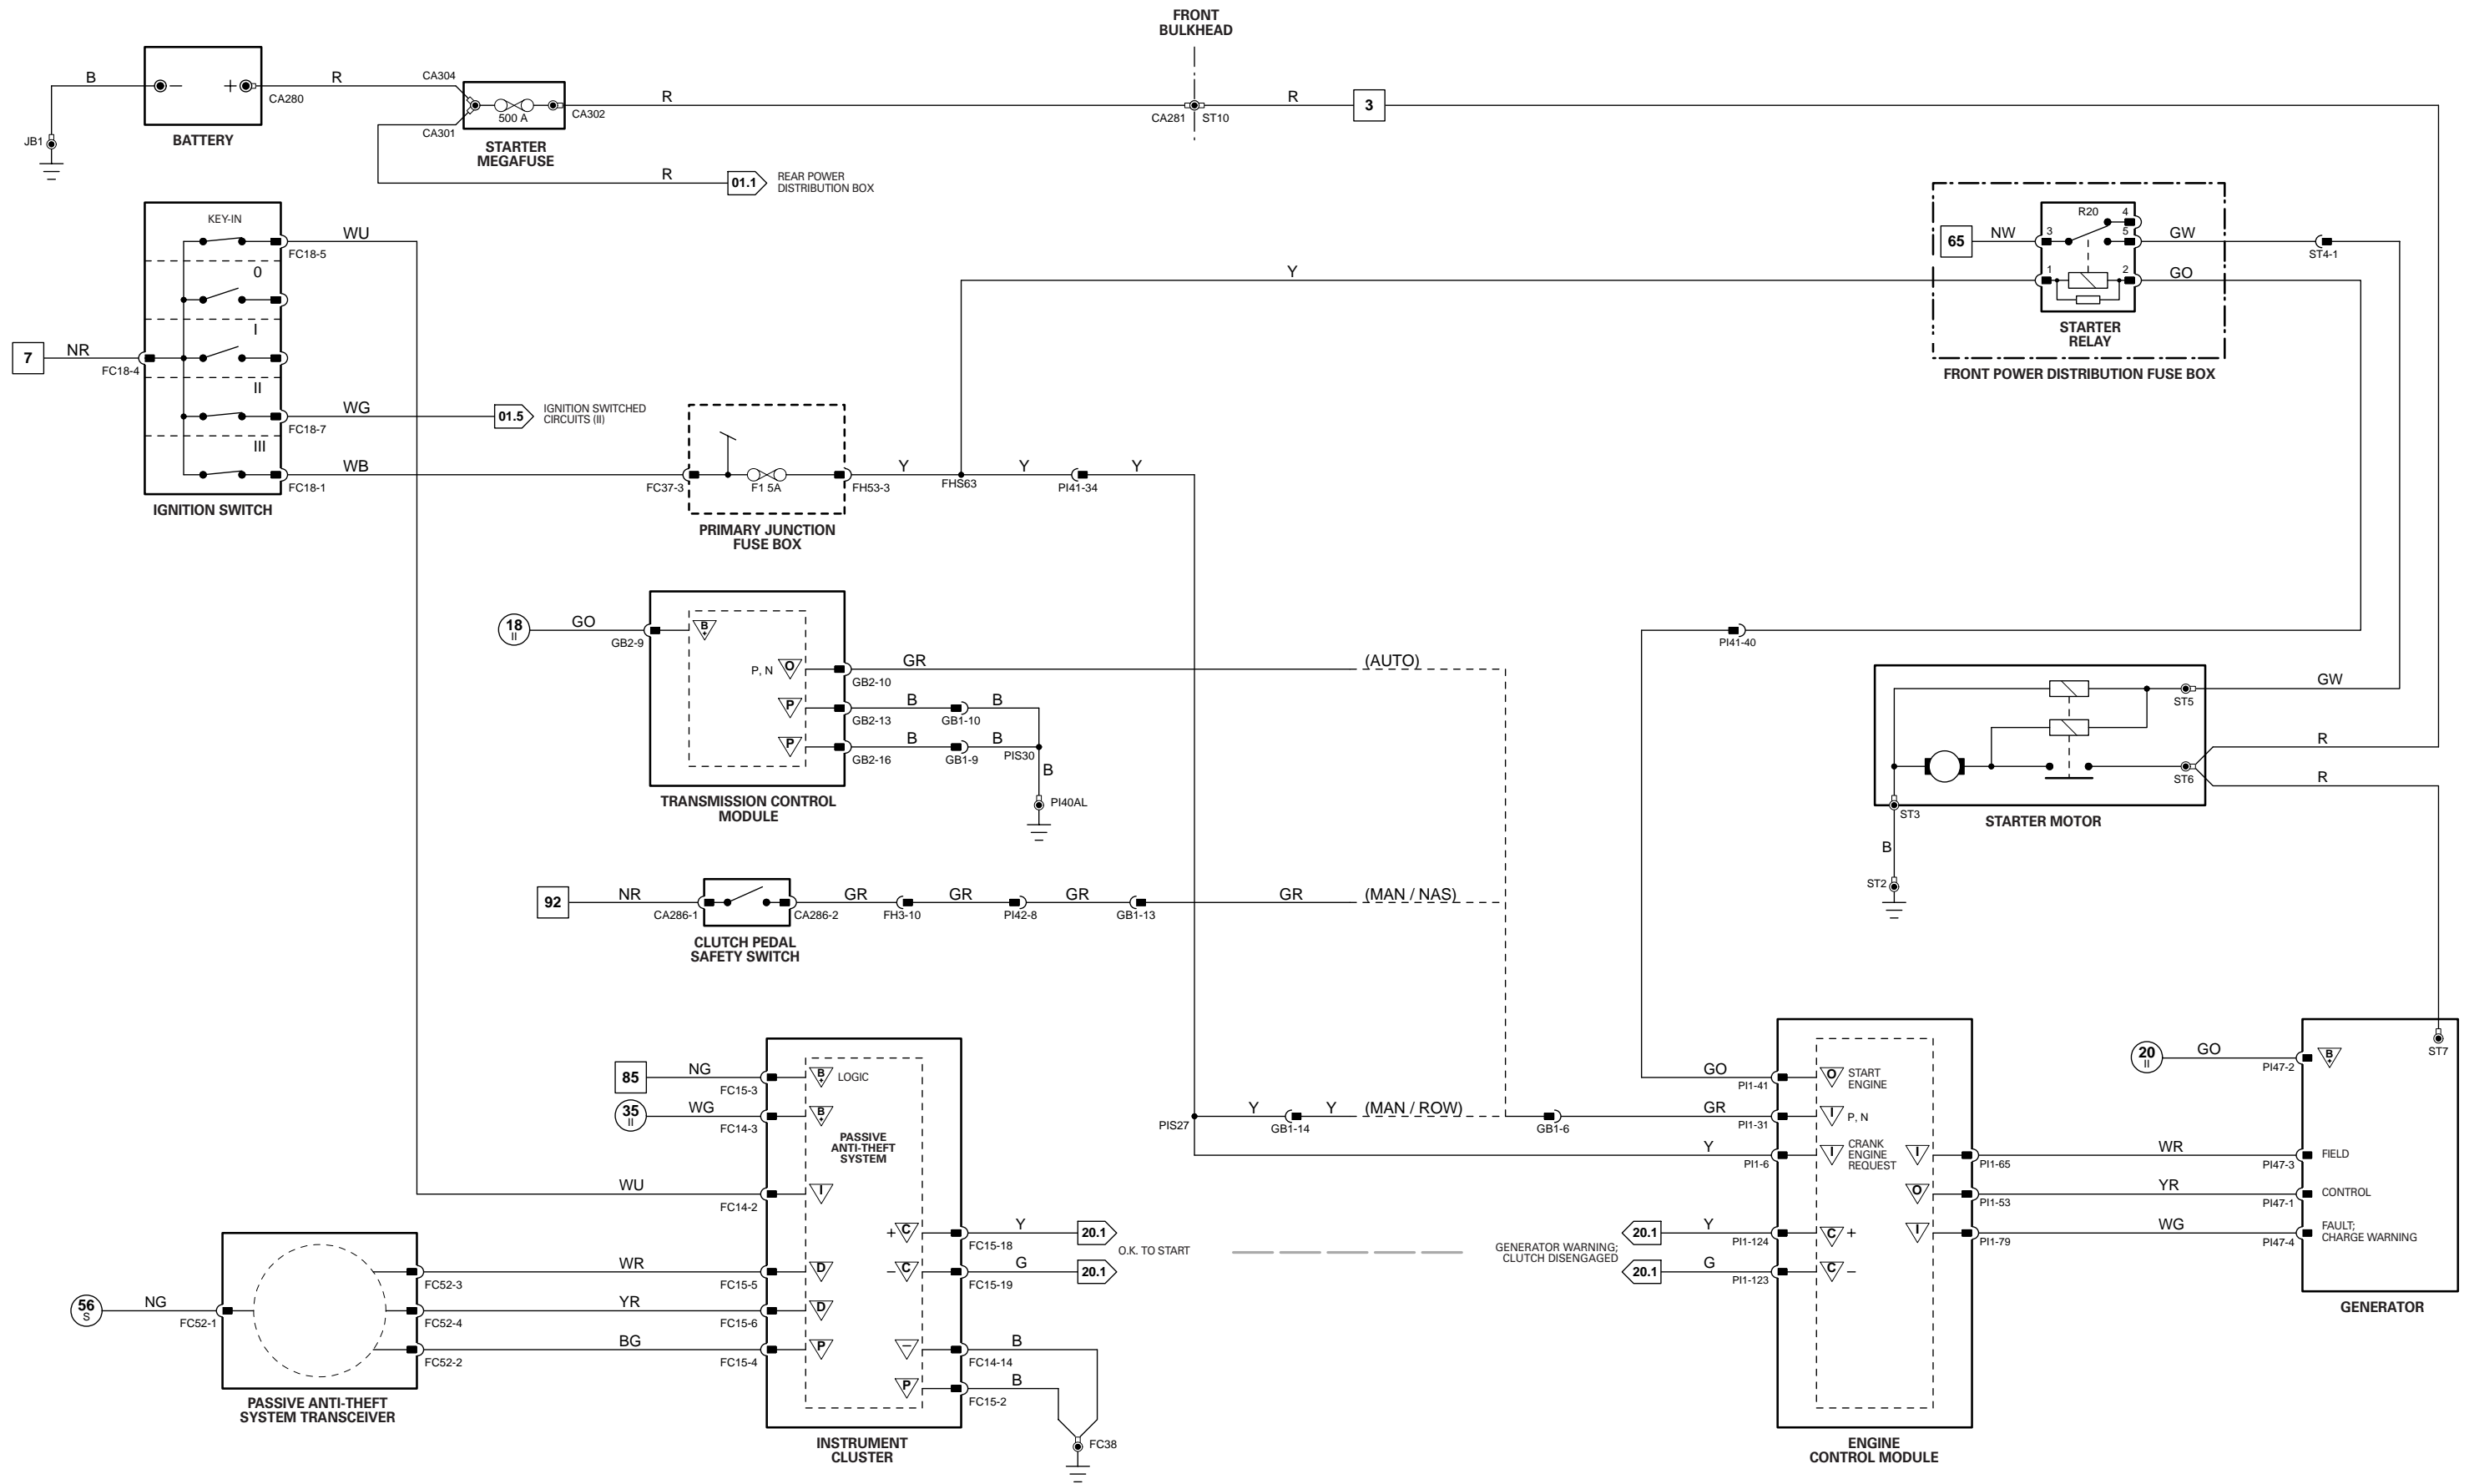 FRONT
BULKHEAD
B
R
CA304
CA280
500 A
CA302
R
CA281
ST10
R
3
JB1
BATTERY
CA301
STARTER
MEGAFUSE
R
01.1
REAR POWER
DISTRIBUTION BOX
KEY-IN
WU
FC18-5
0
I
7
NR
FC18-4
II
WG
FC18-7
01.5
IGNITION SWITCHED
CIRCUITS (II)
III
WB
FC18-1
IGNITION SWITCH
FC37-3
F1 5A
FH53-3
Y
FHS63
Y
PI41-34
Y
PRIMARY JUNCTION
FUSE BOX
Y
65
NW
R20
3
4
5
GW
ST4-1
1
2
GO
STARTER
RELAY
FRONT POWER DISTRIBUTION FUSE BOX
18
II
GO
GB2-9
B
+
P, N
O
GR
GB2-10
(AUTO)
P
B
GB2-13
GB1-10
B
P
B
GB2-16
GB1-9
B
PIS30
B
PI40AL
TRANSMISSION CONTROL
MODULE
PI41-40
GW
ST5
R
ST6
R
ST3
STARTER MOTOR
B
ST2
92
NR
CA286-1
CA286-2
GR
FH3-10
GR
PI42-8
GR
GB1-13
GR
(MAN / NAS)
CLUTCH PEDAL
SAFETY SWITCH
85
NG
FC15-3
B
+
LOGIC
35
II
WG
FC14-3
B
+
PASSIVE
ANTI-THEFT
SYSTEM
WU
FC14-2
I
+
C
Y
FC15-18
20.1
O.K. TO START
–
C
G
FC15-19
20.1
56
S
NG
FC52-1
FC52-3
WR
FC15-5
D
FC52-4
YR
FC15-6
D
FC52-2
BG
FC15-4
P
–
B
FC14-14
P
B
FC15-2
FC38
PASSIVE ANTI-THEFT
SYSTEM TRANSCEIVER
INSTRUMENT
CLUSTER
PIS27
Y
GB1-14
Y
(MAN / ROW)
GB1-6
GO
PI1-41
O
START
ENGINE
GR
PI1-31
I
P, N
Y
PI1-6
I
CRANK
ENGINE
REQUEST
GENERATOR WARNING;
CLUTCH DISENGAGED
20.1
Y
PI1-124
C
+
20.1
G
PI1-123
C
–
I
PI1-65
WR
PI47-3
FIELD
O
PI1-53
YR
PI47-1
CONTROL
I
PI1-79
WG
PI47-4
FAULT;
CHARGE WARNING
20
II
GO
PI47-2
B
+
ST7
GENERATOR
ENGINE
CONTROL MODULE